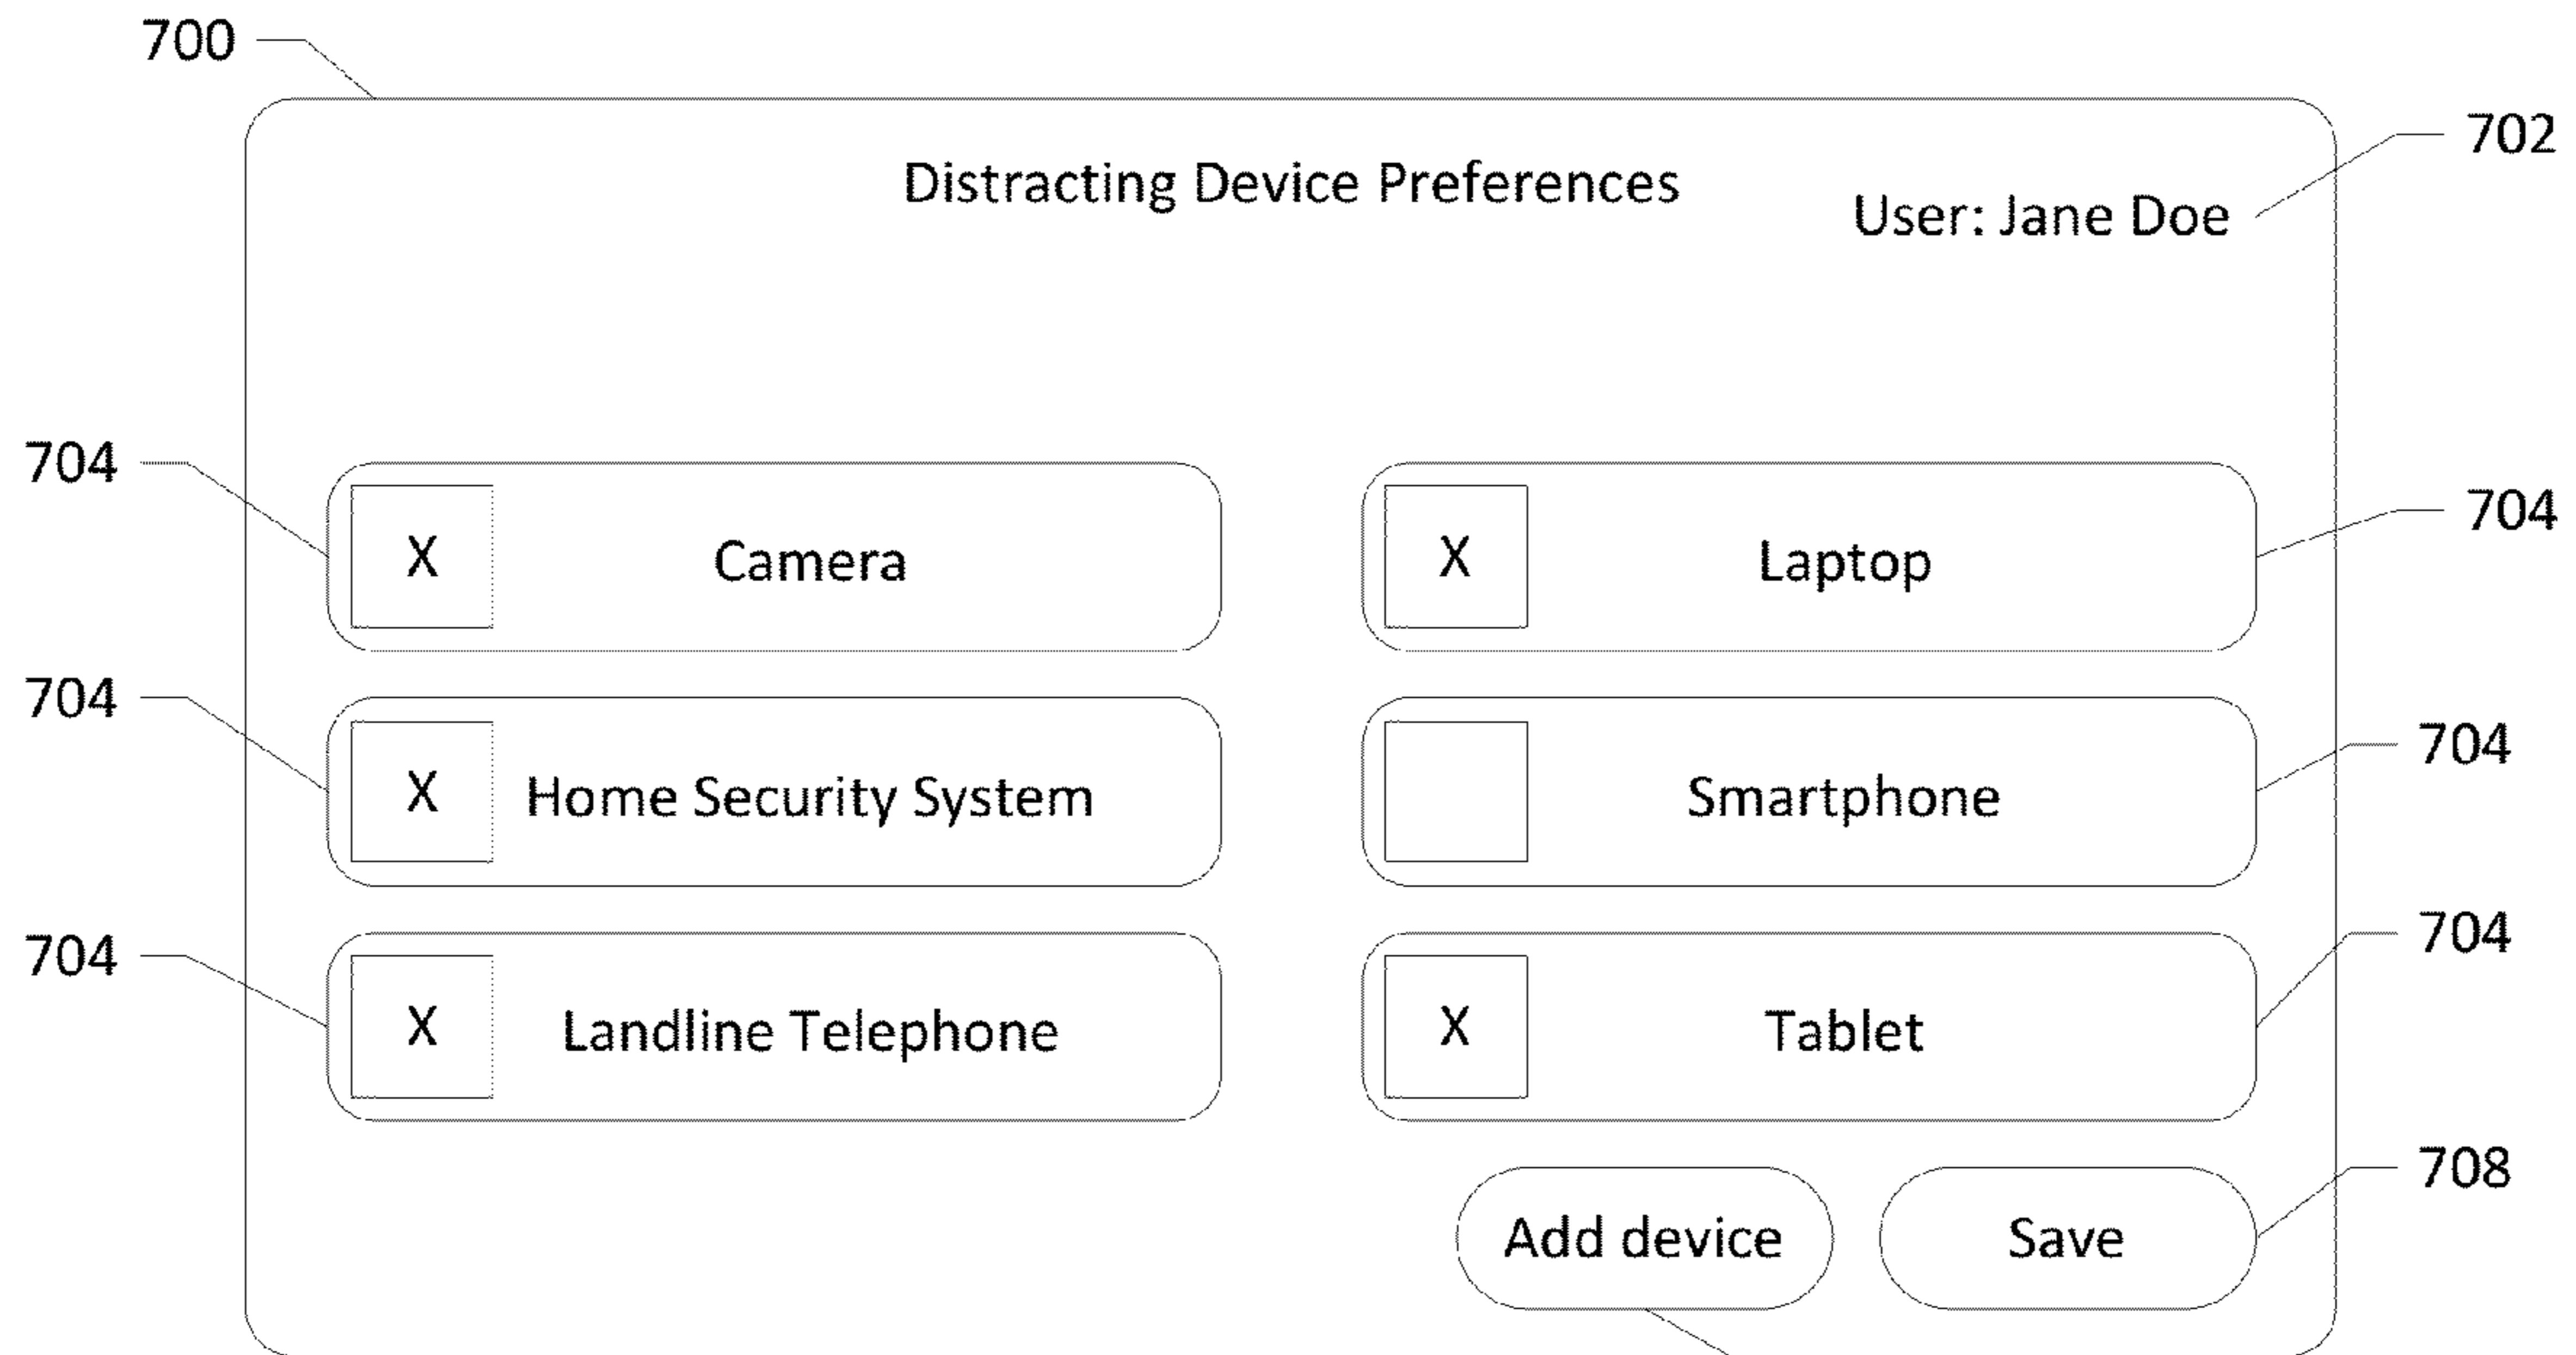 700
702
Distracting Device Preferences
User: Jane Doe
704
X Camera
X Laptop
704
704
X Home Security System
Smartphone
704
704
X Landline Telephone
X Tablet
704
Add device
Save
708